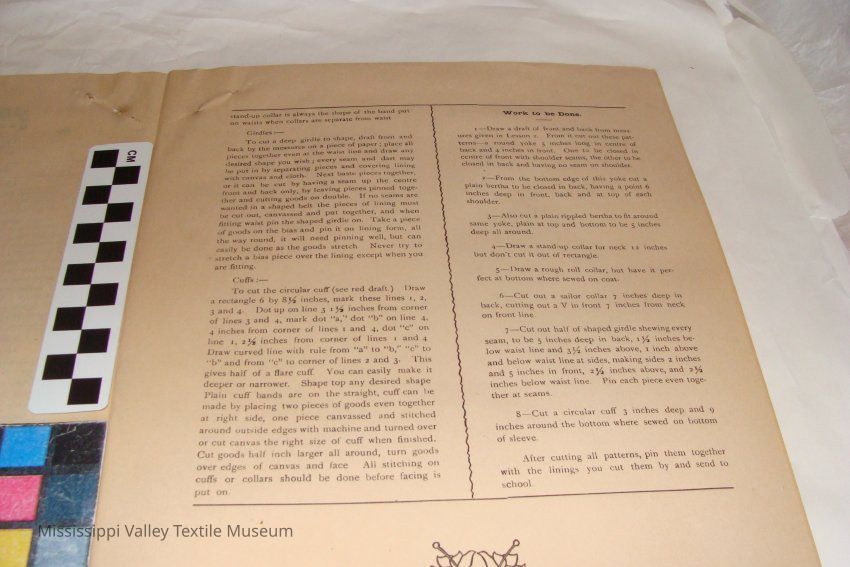 stand-up collar is always the shape of the band put
on waists when collars are separate from waist
Girdles:—
To cut a deep girdle to shape, draft front and
back by the measures on a piece of paper; place all
pieces together even at the waist line and draw any
desired shape you wish; every seam and dart may
be put in by separating pieces and covering lining
with canvas and cloth. Next baste pieces together,
or it can be cut by having a seam up the centre
front and back only, by leaving pieces pinned toge-
ther and cutting goods on double. If no seams are
wanted in a shaped belt the pieces of lining must
be cut out, canvassed and put together, and when
fitting waist pin the shaped girdle on. Take a piece
of goods on the bias and pin it on lining form, all
the way round, it will need pinning well, but can
easily be done as the goods stretch. Never try to
stretch a bias piece over the lining except when you
are fitting.
Cuffs:—
To cut the circular cuff (see red draft.) Draw
a rectangle 6 by 8½ inches, mark these lines 1, 2,
3 and 4. Dot up on line 3 1½ inches from corner
of lines 3 and 4, mark dot "a," dot "b" on line 4,
4 inches from corner of lines 1 and 4, dot "c" on
line 1, 2½ inches from corner of lines 1 and 4
Draw curved line with rule from "a" to "b," "c" to
"b" and from "c" to corner of lines 2 and 3. This
gives half of a flare cuff. You can easily make it
deeper or narrower. Shape top any desired shape
Plain cuff bands are on the straight, cuff can be
made by placing two pieces of goods even together
at right side, one piece canvassed and stitched
around outside edges with machine and turned over
or cut canvas the right size of cuff when finished.
Cut goods half inch larger all around, turn goods
over edges of canvas and face All stitching on
cuffs or collars should be done before facing is
put on
Work to be Done.
1—Draw a draft of front and back from meas-
ures given in Lesson 2. From it cut out these pat-
terns—a round yoke 5 inches long in centre of
back and 4 inches in front. One to be closed in
centre of front with shoulder seams, the other to be
closed in back and having no seam on shoulder.
2—From the bottom edge of this yoke cut a
plain bertha to be closed in back, having a point 6
inches deep in front, back and at top of each
shoulder.
3—Also cut a plain rippled bertha to fit around
same yoke, plain at top and bottom to be 5 inches
deep all around.
4—Draw a stand-up collar for neck 12 inches
but don't cut it out of rectangle.
5—Draw a rough roll collar, but have it per-
fect at bottom where sewed on coat.
6—Cut out a sailor collar 7 inches deep in
back, cutting out a V in front 7 inches from neck
on front line
7—Cut out half of shaped girdle shewing every
seam, to be 5 inches deep in back, 1½ inches be-
low waist line and 3½ inches above, 1 inch above
and below waist line at sides, making sides 2 inches
and 5 inches in front, 2½ inches above, and 2½
inches below waist line. Pin each piece even toge-
ther at seams.
8—Cut a circular cuff 3 inches deep and 9
inches around the bottom where sewed on bottom
of sleeve.
After cutting all patterns, pin them together
with the linings you cut them by and send to
school.
CM
Mississippi Valley Textile Museum